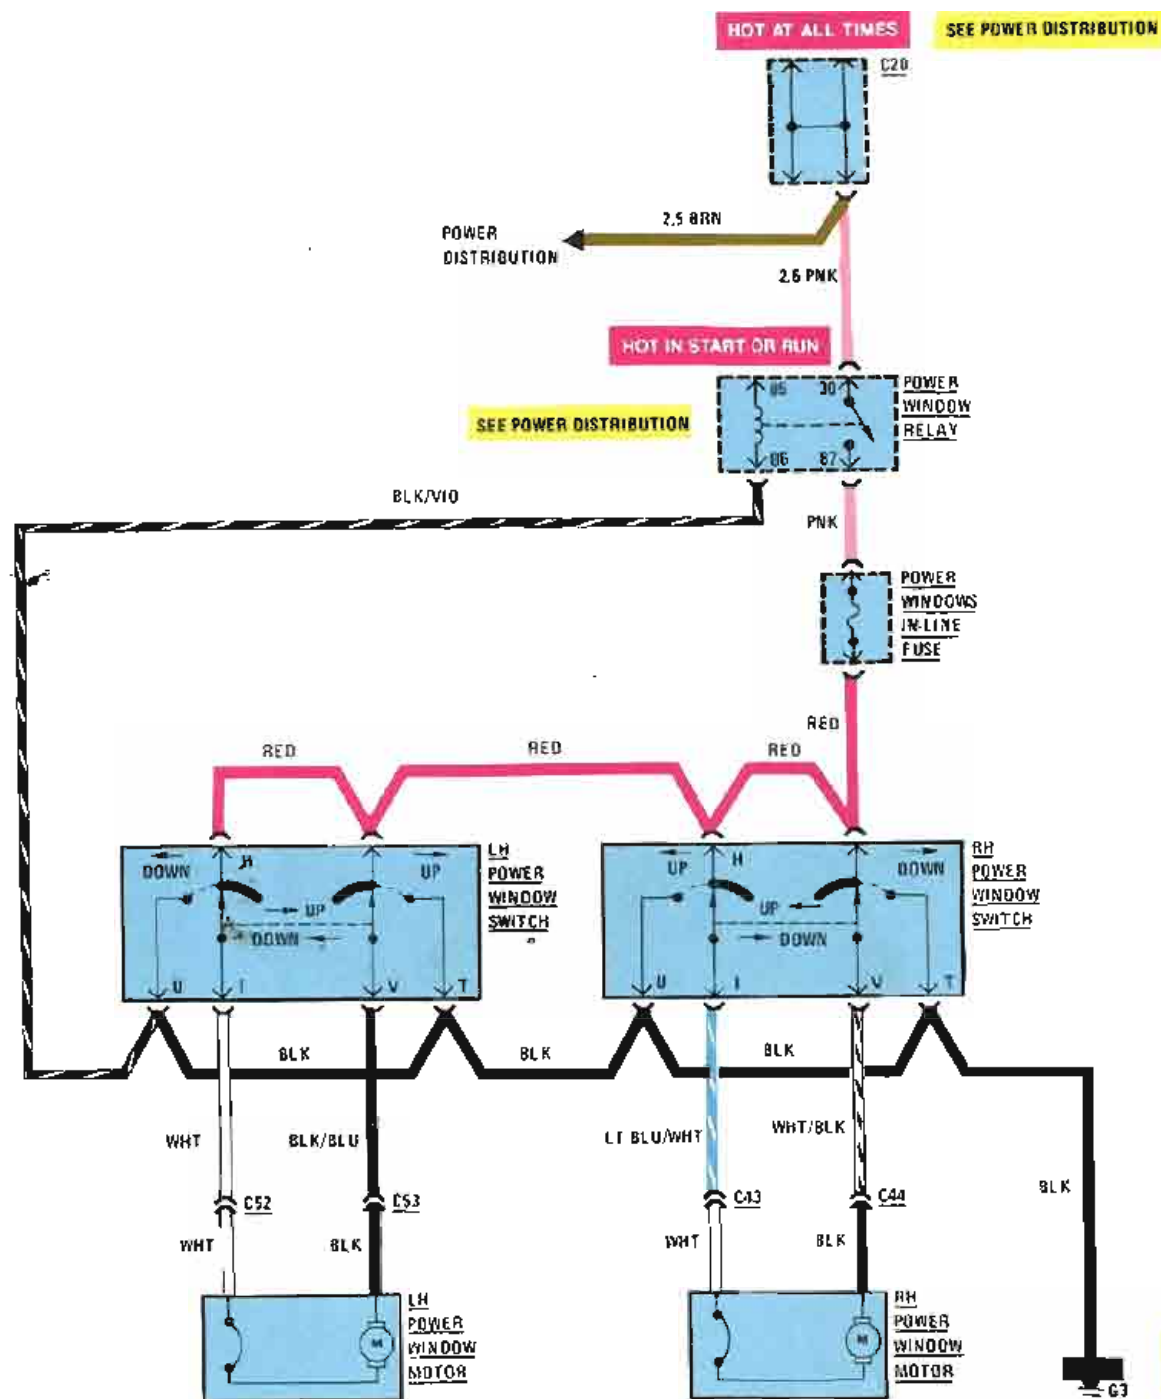 HOT AT ALL TIMES
SEE POWER DISTRIBUTION
C20
2.5 BRN
POWER
DISTRIBUTION
2.6 PNK
HOT IN START OR RUN
85
30
POWER
WINDOW
RELAY
SEE POWER DISTRIBUTION
86
87
BLK/VIO
PNK
POWER
WINDOWS
IN-LINE
FUSE
RED
RED
RED
RED
DOWN
H
UP
UP
DOWN
U
I
V
T
LH
POWER
WINDOW
SWITCH
UP
H
DOWN
UP
DOWN
U
I
V
T
RH
POWER
WINDOW
SWITCH
BLK
BLK
BLK
WHT
BLK/BLU
LT BLU/WHT
WHT/BLK
BLK
C52
C53
C43
C44
WHT
BLK
WHT
BLK
M
LH
POWER
WINDOW
MOTOR
M
RH
POWER
WINDOW
MOTOR
G3